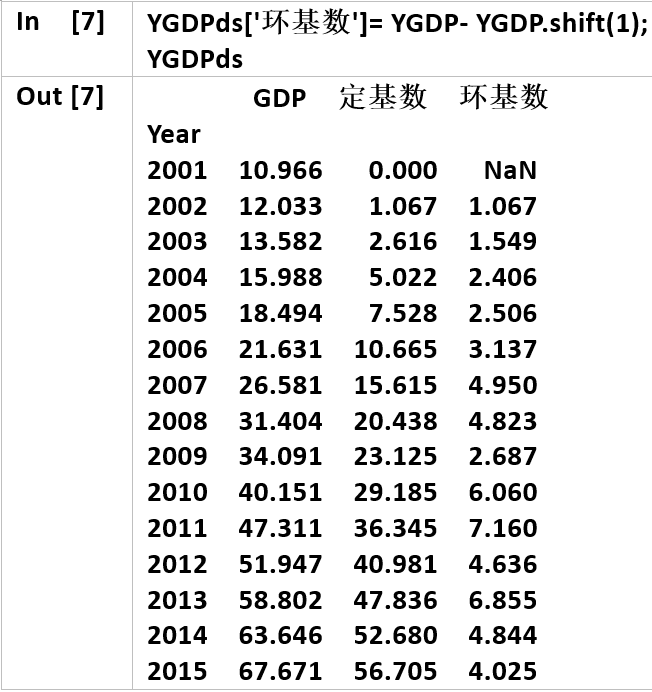 In [7] YGDPds['环基数']= YGDP- YGDP.shift(1);
YGDPds
Out [7] GDP 定基数 环基数
Year
2001 10.966 0.000 NaN
2002 12.033 1.067 1.067
2003 13.582 2.616 1.549
2004 15.988 5.022 2.406
2005 18.494 7.528 2.506
2006 21.631 10.665 3.137
2007 26.581 15.615 4.950
2008 31.404 20.438 4.823
2009 34.091 23.125 2.687
2010 40.151 29.185 6.060
2011 47.311 36.345 7.160
2012 51.947 40.981 4.636
2013 58.802 47.836 6.855
2014 63.646 52.680 4.844
2015 67.671 56.705 4.025